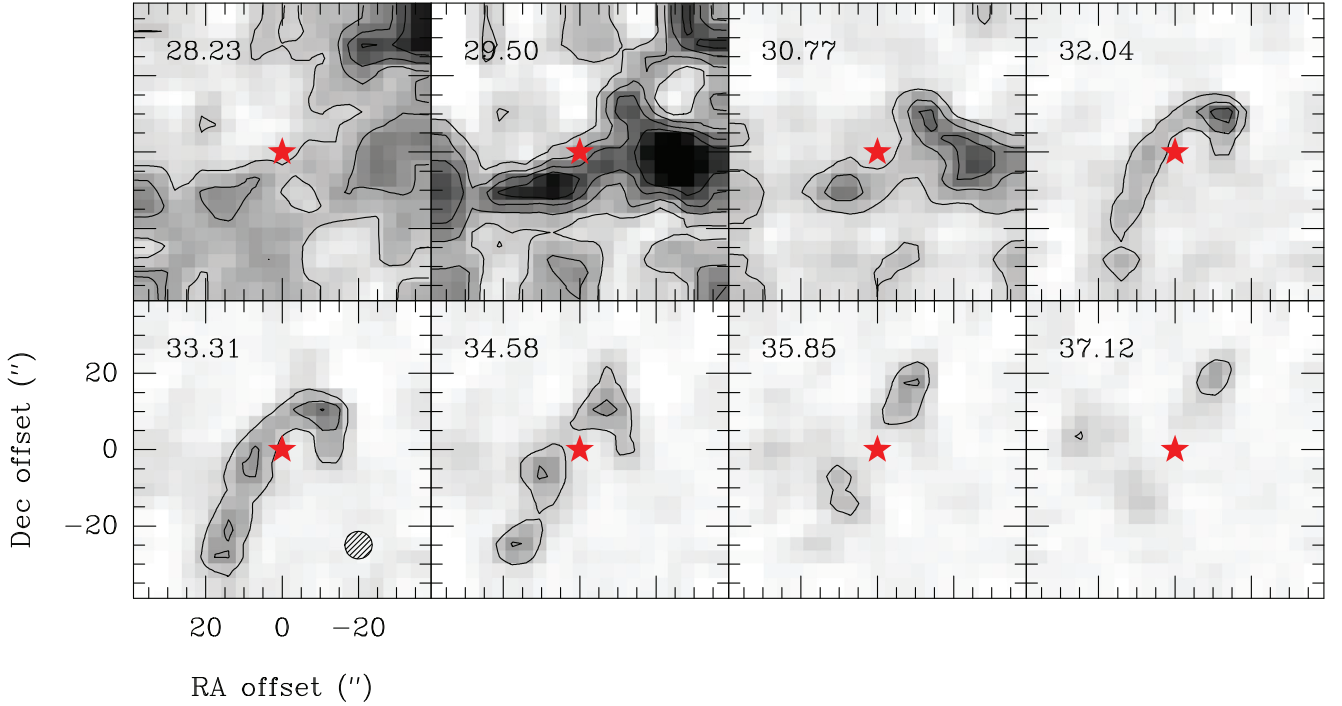 28.23 29.50 30.77 32.04
33.31 34.58 35.85 37.12
20
0
−20
Dec offset (″)
20 0 −20
RA offset (″)